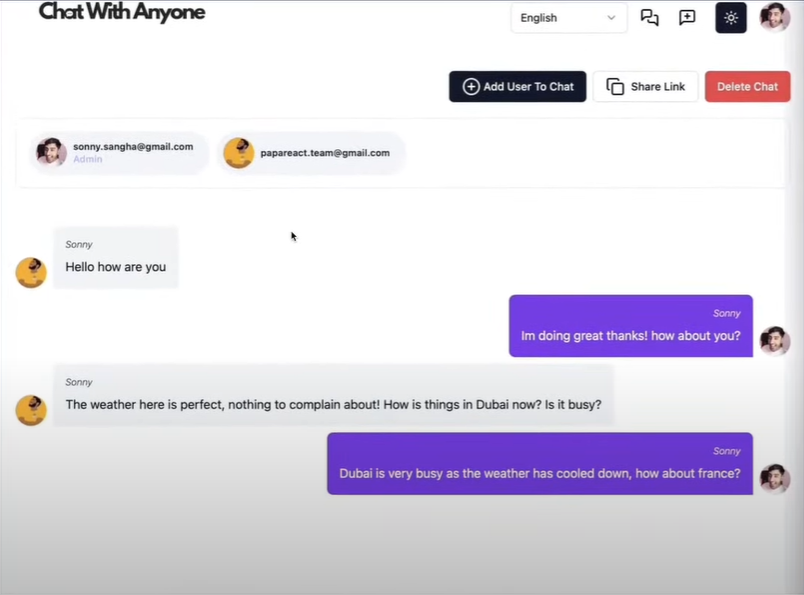 Chat With Anyone
English
Add User To Chat
Share Link
Delete Chat
sonny.sangha@gmail.com
Admin
papareact.team@gmail.com
Sonny
Hello how are you
Sonny
Im doing great thanks! how about you?
Sonny
The weather here is perfect, nothing to complain about! How is things in Dubai now? Is it busy?
Sonny
Dubai is very busy as the weather has cooled down, how about france?